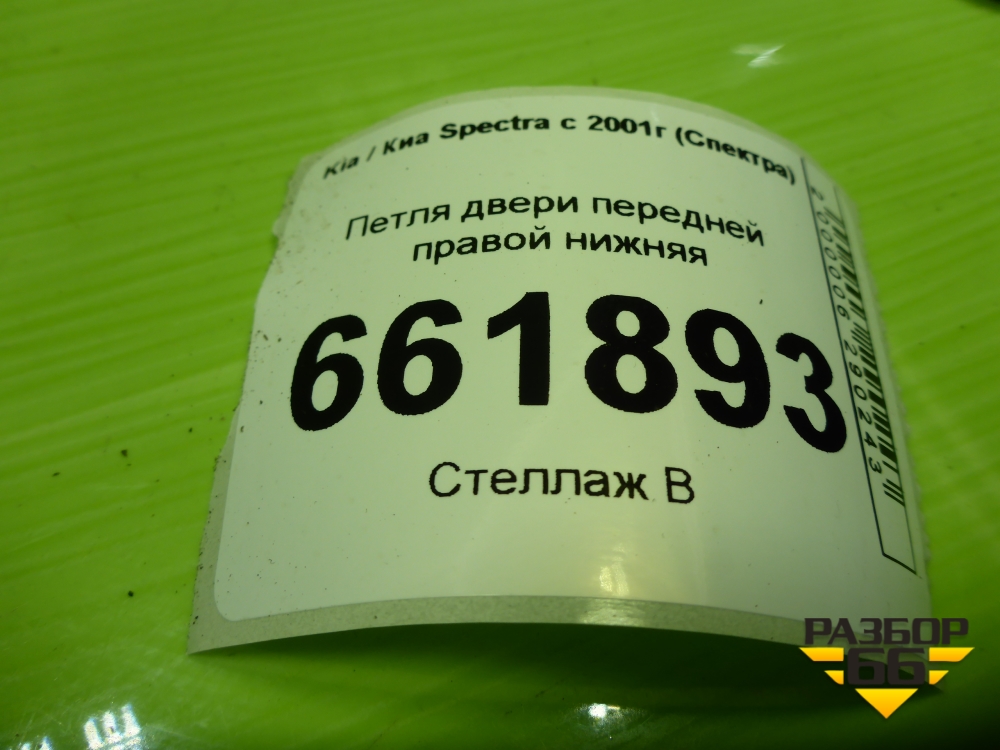 Kia / Киа Spectra с 2001г (Спектра)
Петля двери передней
правой нижняя
661893
Стеллаж В
2000006290243
РАЗБОР
66